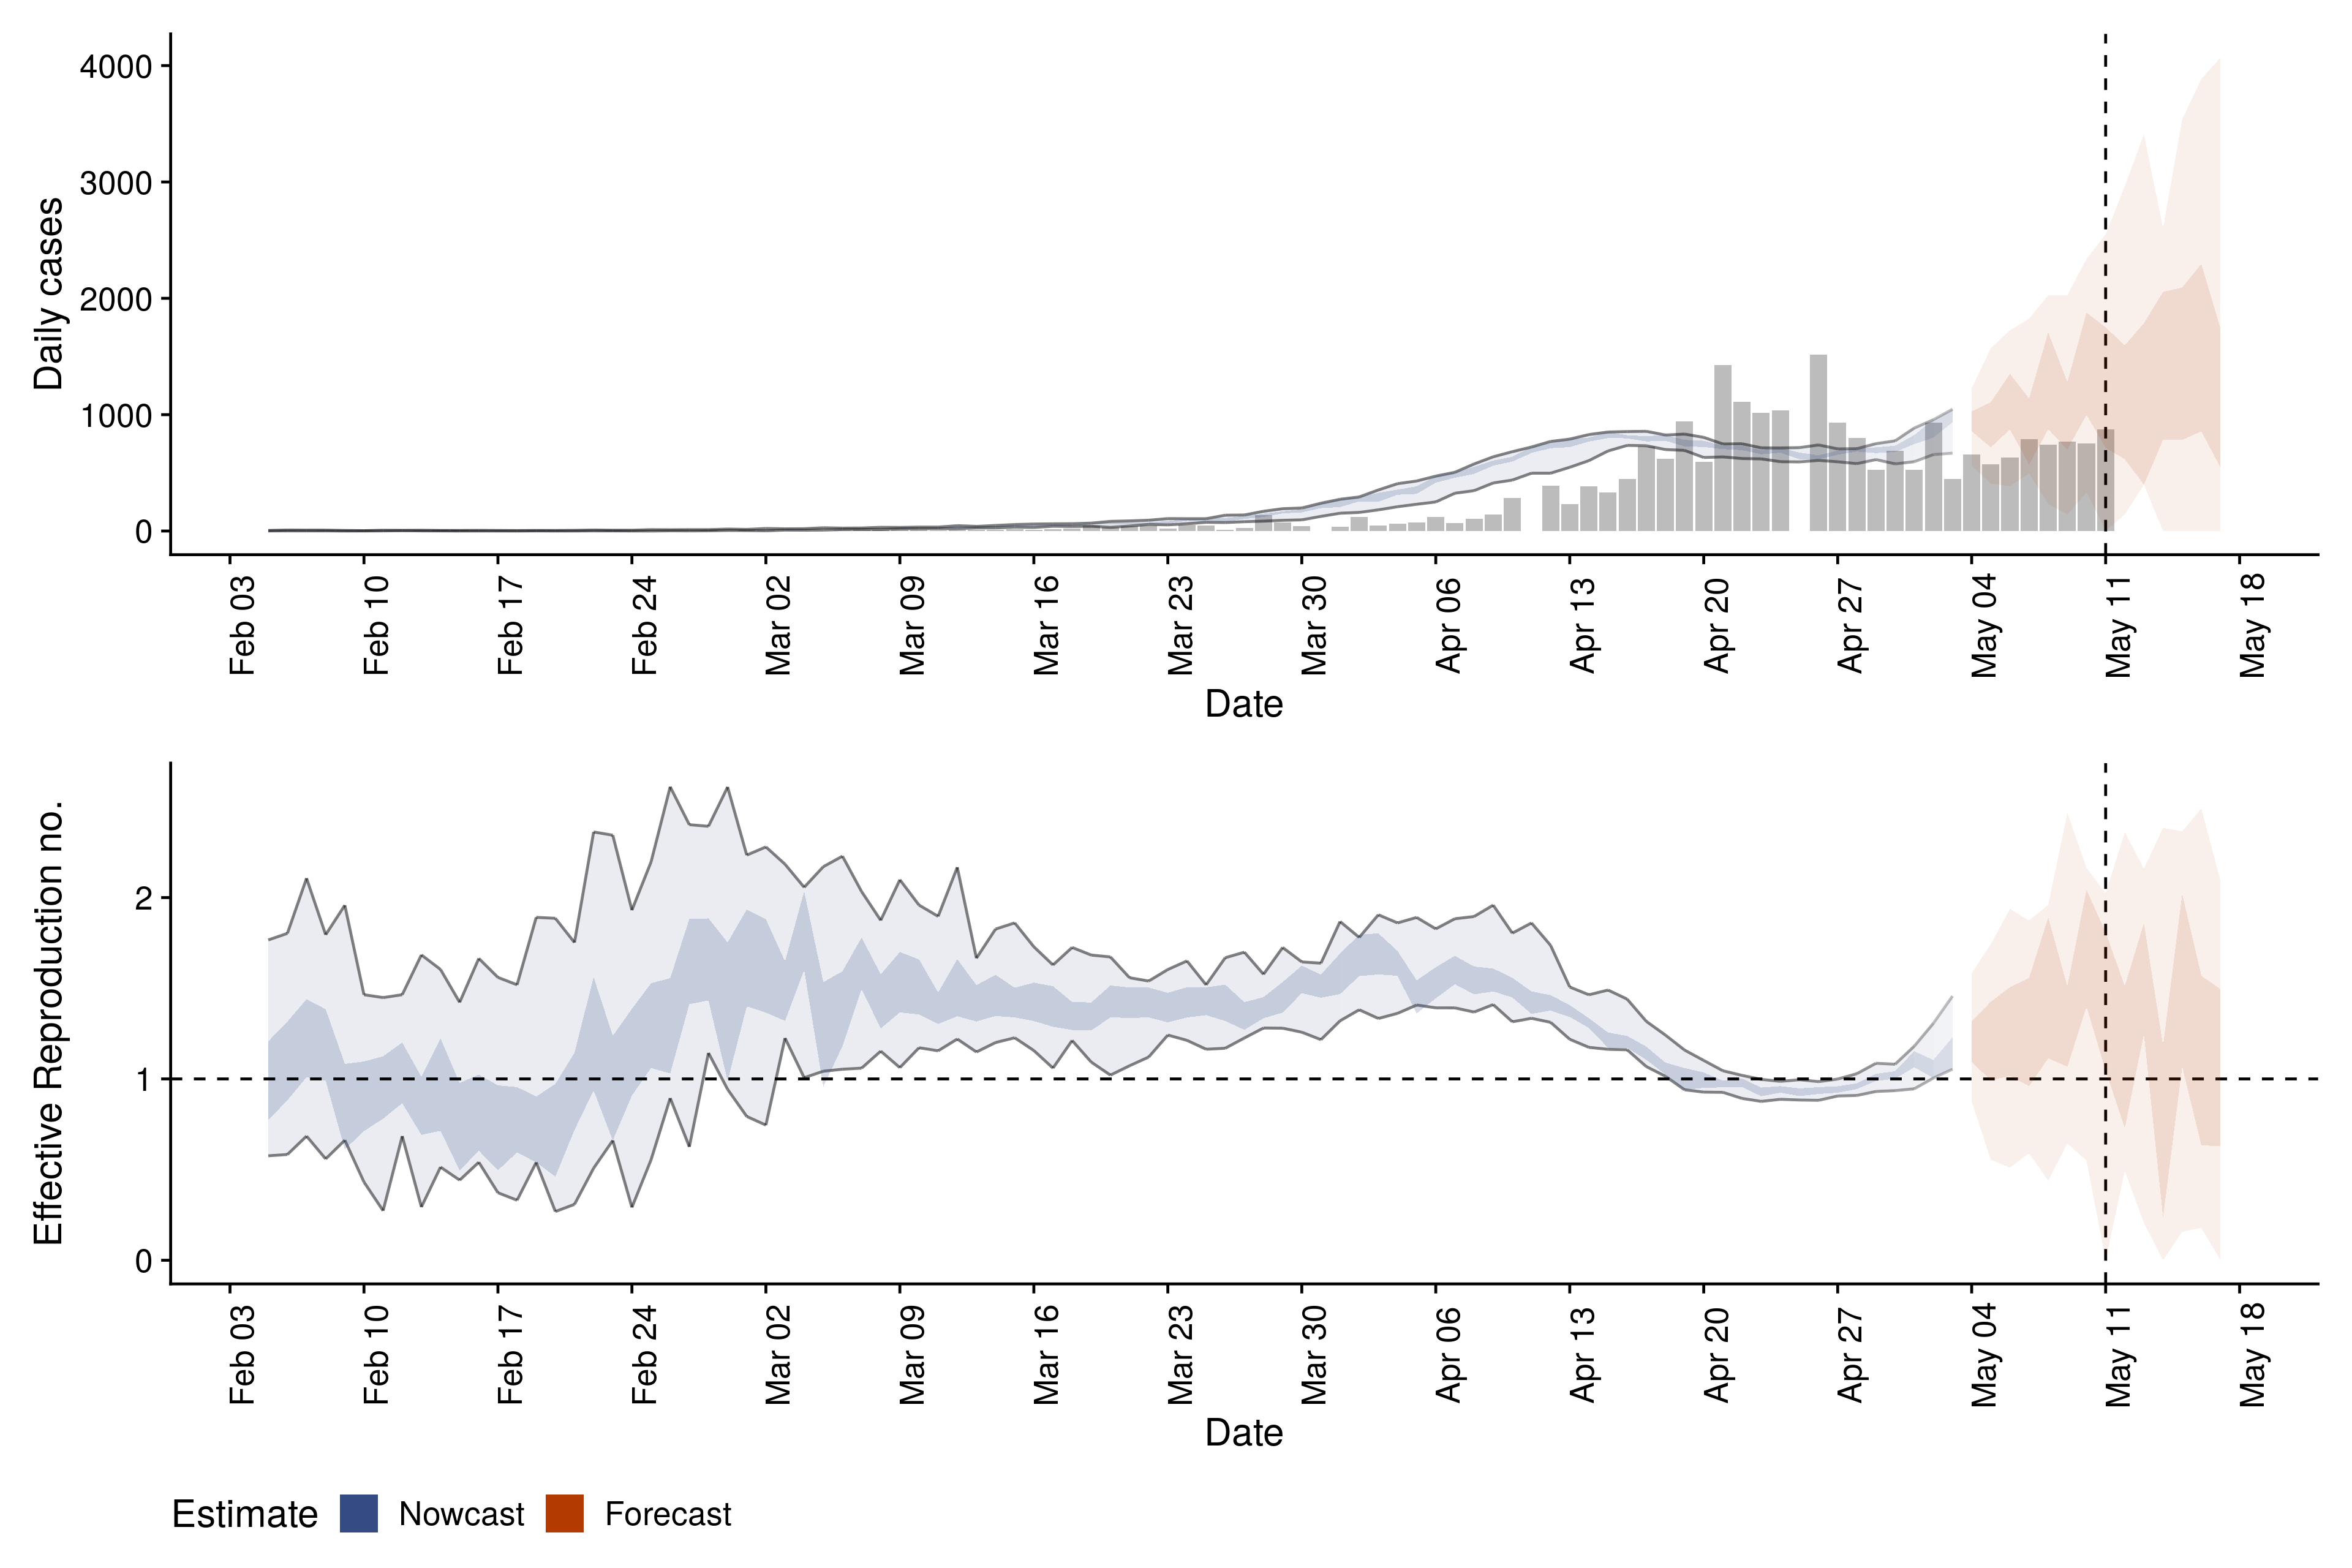 4000
3000
2000
1000
0
Daily cases
Feb 03
Feb 10
Feb 17
Feb 24
Mar 02
Mar 09
Mar 16
Mar 23
Mar 30
Apr 06
Apr 13
Apr 20
Apr 27
May 04
May 11
May 18
Date
2
1
0
Effective Reproduction no.
Feb 03
Feb 10
Feb 17
Feb 24
Mar 02
Mar 09
Mar 16
Mar 23
Mar 30
Apr 06
Apr 13
Apr 20
Apr 27
May 04
May 11
May 18
Date
Estimate Nowcast Forecast